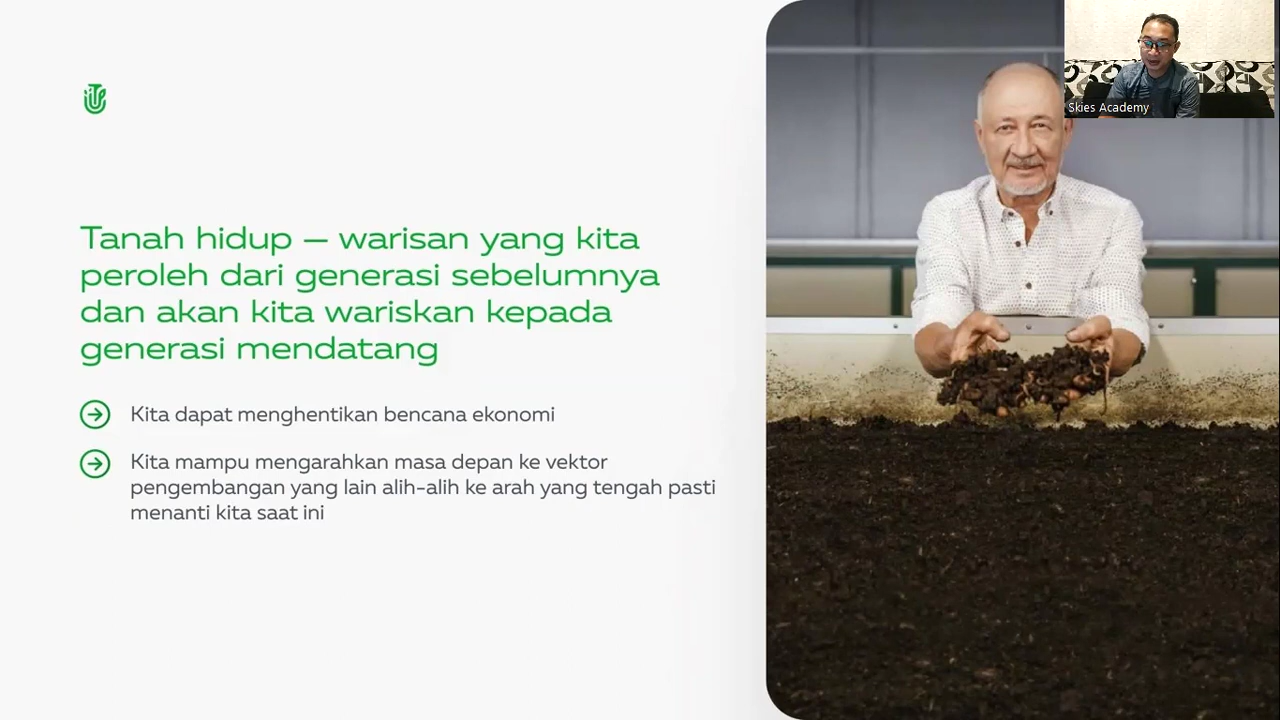 Skies Academy
Tanah hidup — warisan yang kita
peroleh dari generasi sebelumnya
dan akan kita wariskan kepada
generasi mendatang
Kita dapat menghentikan bencana ekonomi
Kita mampu mengarahkan masa depan ke vektor
pengembangan yang lain alih-alih ke arah yang tengah pasti
menanti kita saat ini